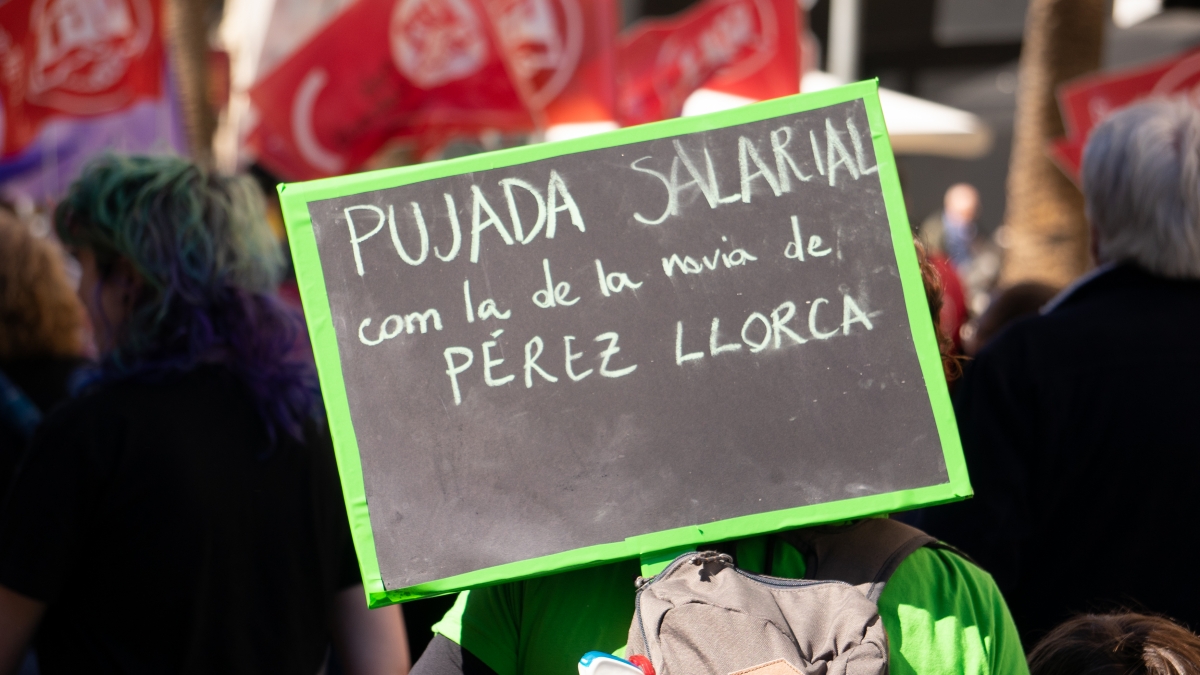 PUJADA SALARIAL
com la de la novia de
PÉREZ LLORCA